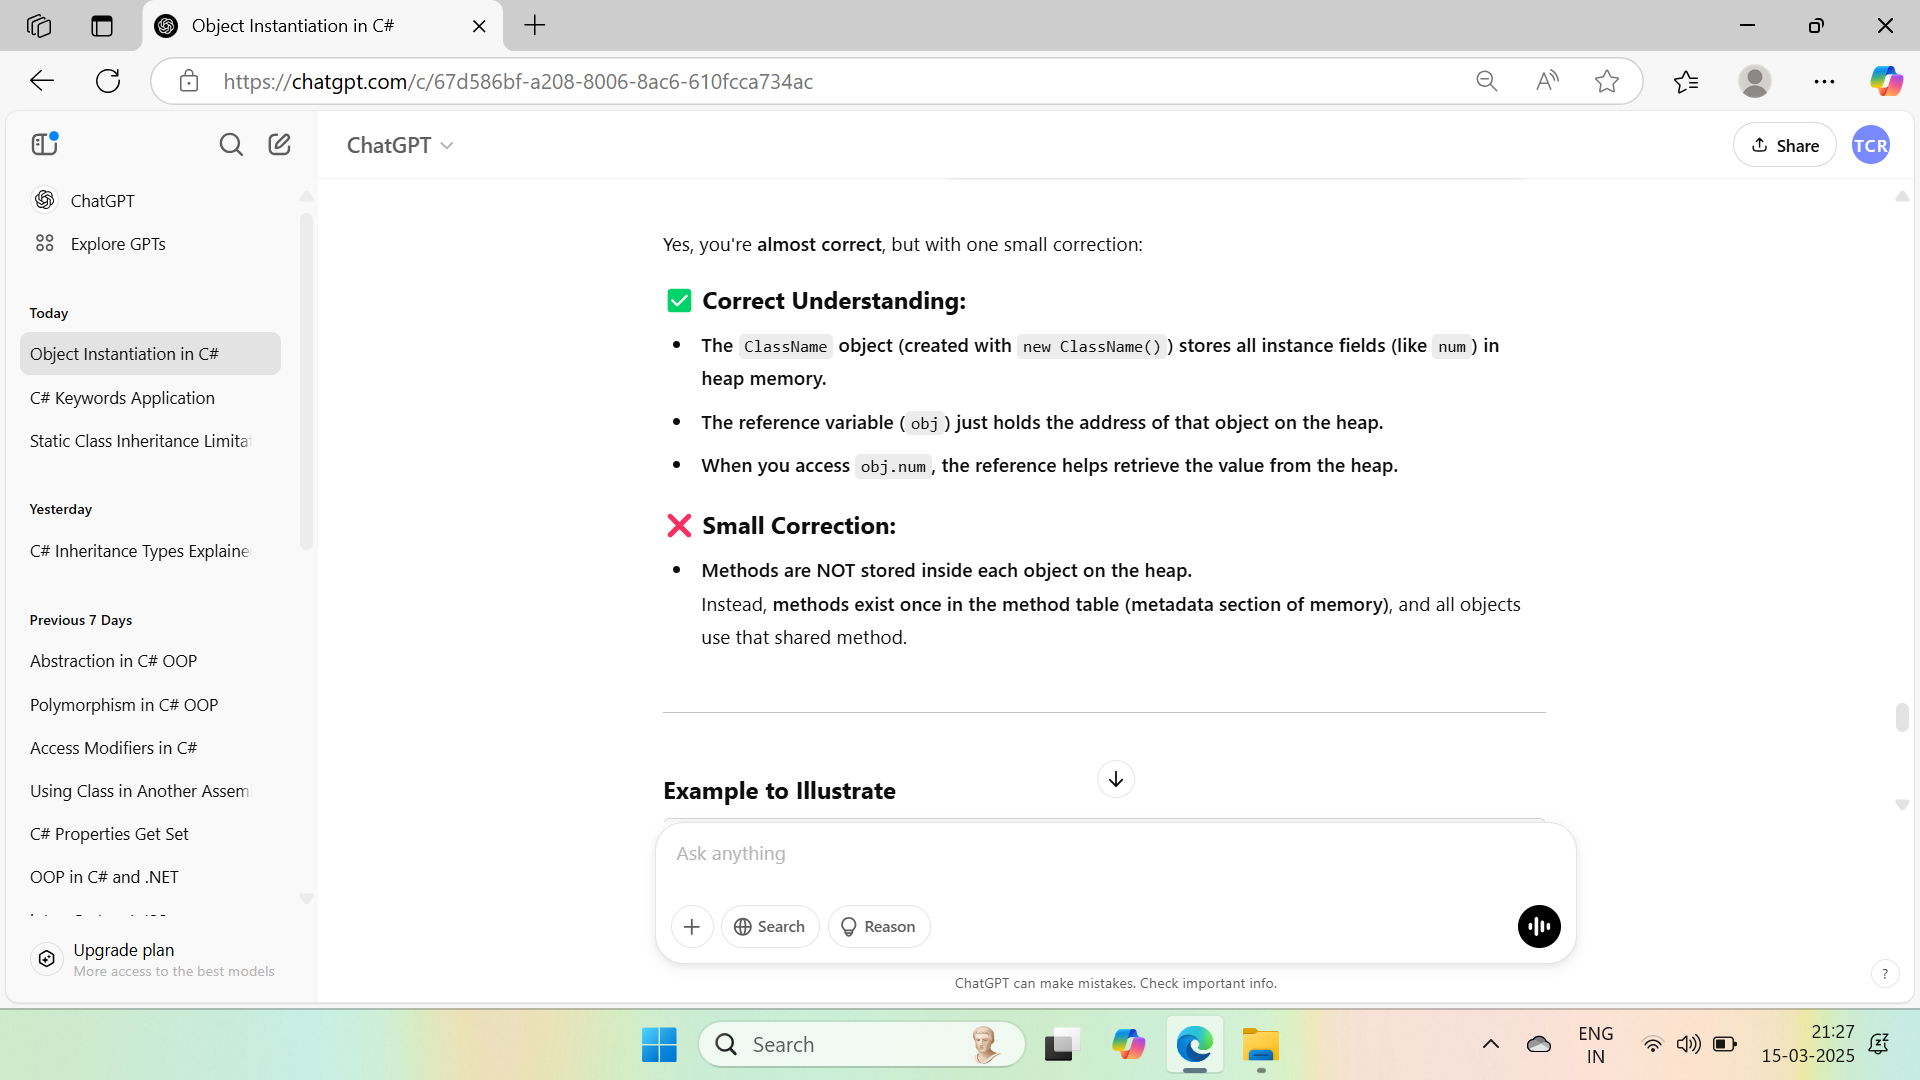 Object Instantiation in C#
https://chatgpt.com/c/67d586bf-a208-8006-8ac6-610fcca734ac
ChatGPT
Share
TCR
ChatGPT
Explore GPTs
Today
Object Instantiation in C#
C# Keywords Application
Static Class Inheritance Limita
Yesterday
C# Inheritance Types Explaine
Previous 7 Days
Abstraction in C# OOP
Polymorphism in C# OOP
Access Modifiers in C#
Using Class in Another Assem
C# Properties Get Set
OOP in C# and .NET
Upgrade plan
More access to the best models
Yes, you're almost correct, but with one small correction:
✅ Correct Understanding:
• The ClassName object (created with new ClassName() ) stores all instance fields (like num ) in
heap memory.
• The reference variable ( obj ) just holds the address of that object on the heap.
• When you access obj.num , the reference helps retrieve the value from the heap.
❌ Small Correction:
• Methods are NOT stored inside each object on the heap.
Instead, methods exist once in the method table (metadata section of memory), and all objects
use that shared method.
Example to Illustrate
Ask anything
Search
Reason
ChatGPT can make mistakes. Check important info.
?
Search
ENG
IN
21:27
15-03-2025